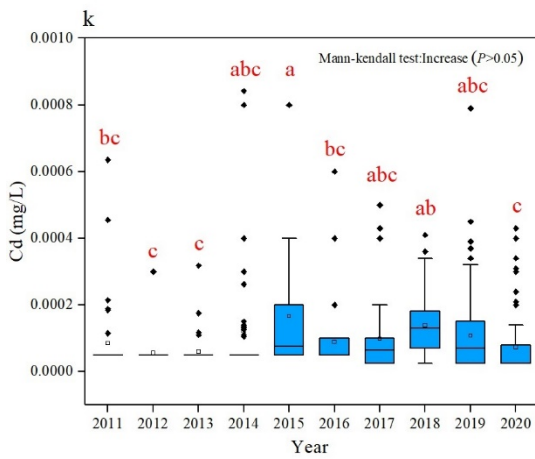 k
Mann-kendall test:Increase (P>0.05)
0.0010
0.0008
0.0006
0.0004
0.0002
0.0000
Cd (mg/L)
bc
c
c
abc
a
bc
abc
ab
abc
c
2011 2012 2013 2014 2015 2016 2017 2018 2019 2020
Year